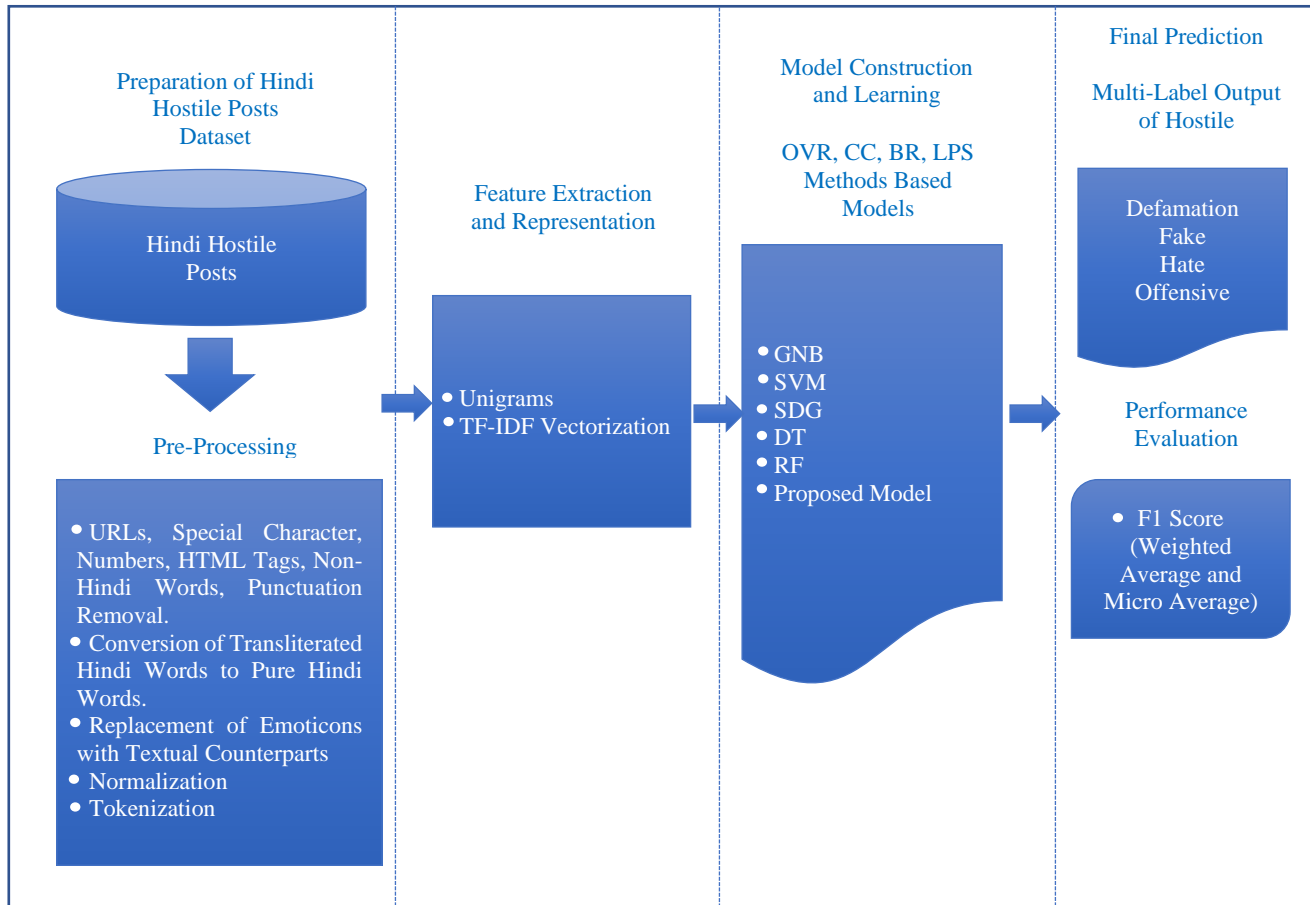 Preparation of Hindi
Hostile Posts
Dataset
Hindi Hostile
Posts
Pre-Processing
• URLs, Special Character,
Numbers, HTML Tags, Non-
Hindi Words, Punctuation
Removal.
• Conversion of Transliterated
Hindi Words to Pure Hindi
Words.
• Replacement of Emoticons
with Textual Counterparts
• Normalization
• Tokenization
Feature Extraction
and Representation
• Unigrams
• TF-IDF Vectorization
Model Construction
and Learning
OVR, CC, BR, LPS
Methods Based
Models
• GNB
• SVM
• SDG
• DT
• RF
• Proposed Model
Final Prediction
Multi-Label Output
of Hostile
Defamation
Fake
Hate
Offensive
Performance
Evaluation
• F1 Score
(Weighted
Average and
Micro Average)